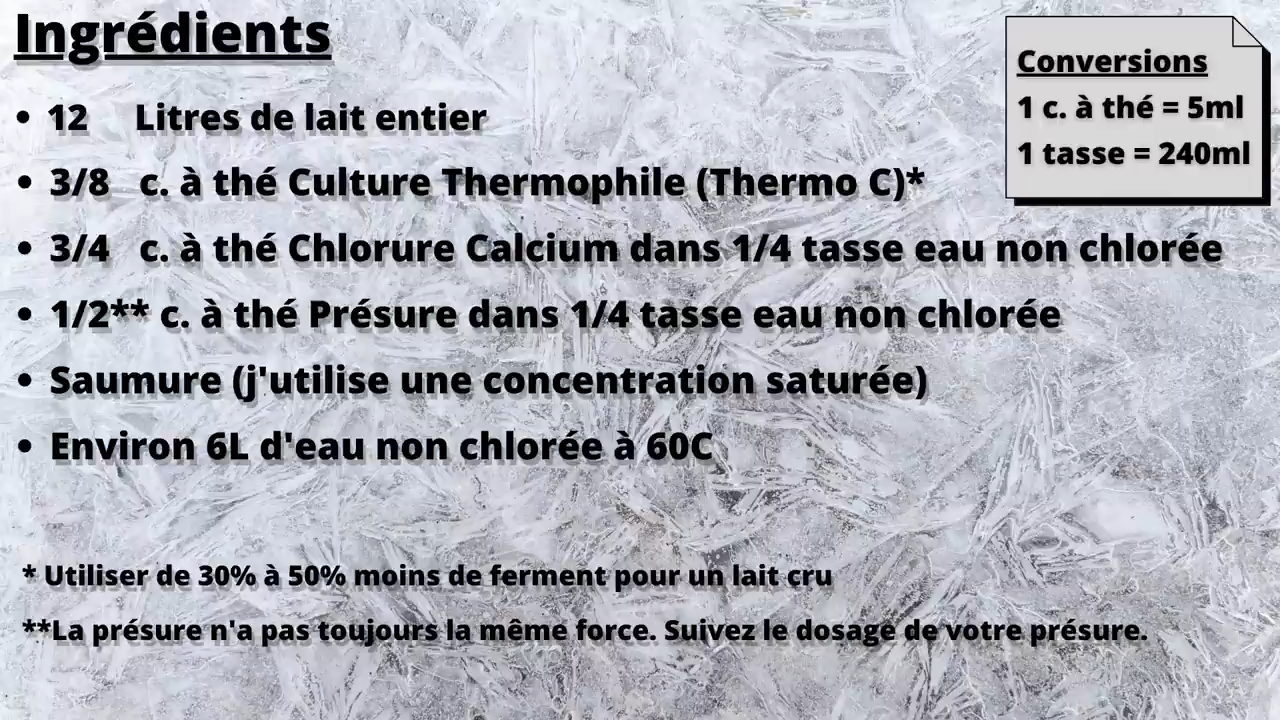 Ingrédients
• 12 Litres de lait entier
• 3/8 c. à thé Culture Thermophile (Thermo C)*
• 3/4 c. à thé Chlorure Calcium dans 1/4 tasse eau non chlorée
• 1/2** c. à thé Présure dans 1/4 tasse eau non chlorée
• Saumure (j'utilise une concentration saturée)
• Environ 6L d'eau non chlorée à 60C
* Utiliser de 30% à 50% moins de ferment pour un lait cru
**La présure n'a pas toujours la même force. Suivez le dosage de votre présure.
Conversions
1 c. à thé = 5ml
1 tasse = 240ml